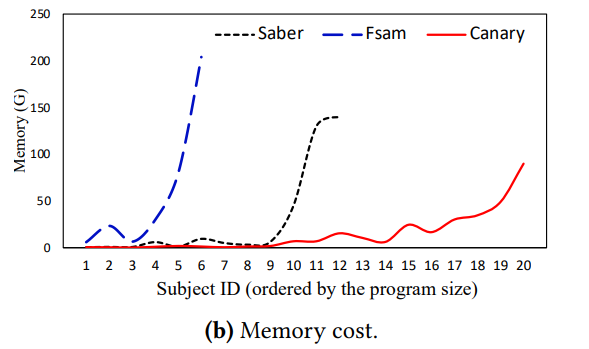 250
Saber Fsam Canary
200
150
100
50
0
Memory (G)
1 2 3 4 5 6 7 8 9 10 11 12 13 14 15 16 17 18 19 20
Subject ID (ordered by the program size)
(b) Memory cost.